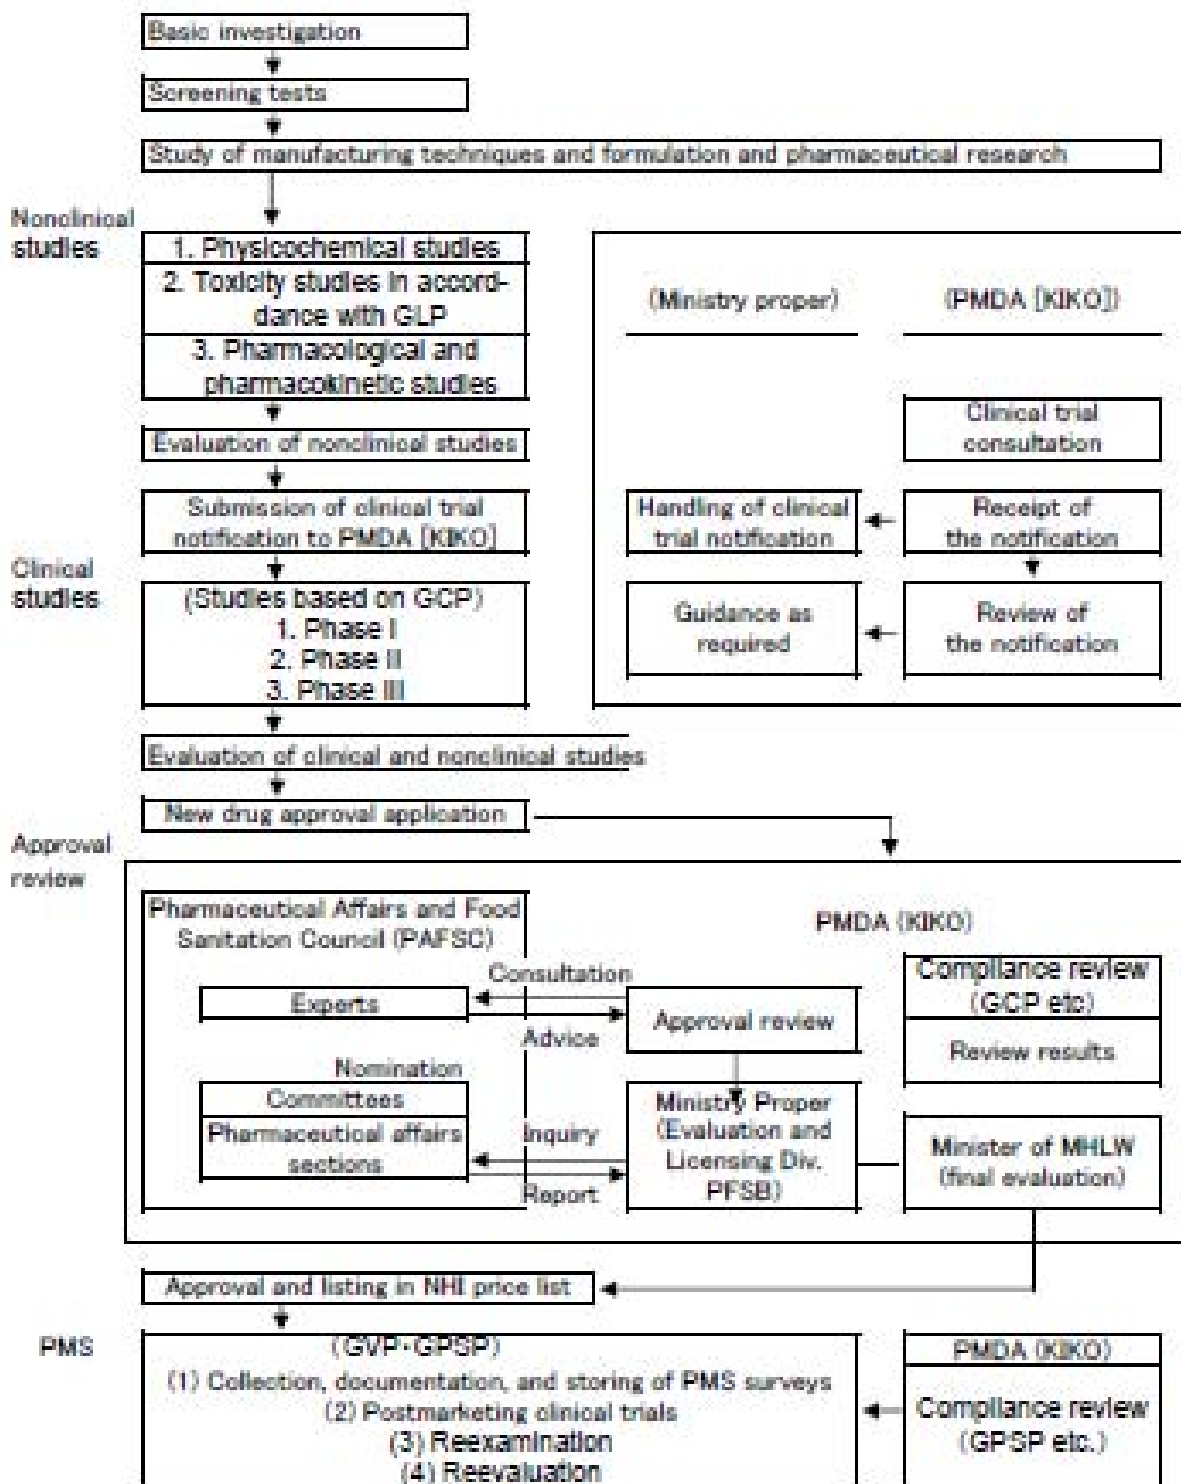 Basic investigation
Screening tests
Study of manufacturing techniques and formulation and pharmaceutical research
Nonclinical
studies
1. Physicochemical studies
2. Toxicity studies in accor-
dance with GLP
3. Pharmacological and
pharmacokinetic studies
(Ministry proper)
(PMDA [KIKO])
Clinical trial
consultation
Evaluation of nonclinical studies
Submission of clinical trial
notification to PMDA [KIKO]
Handling of clinical
trial notification
Receipt of
the notification
Clinical
studies
(Studies based on GCP)
1. Phase I
2. Phase II
3. Phase III
Guidance as
required
Review of
the notification
Evaluation of clinical and nonclinical studies
New drug approval application
Approval
review
Pharmaceutical Affairs and Food
Sanitation Council (PAFSC)
PMDA (KIKO)
Consultation
Experts
Advice
Approval review
Compliance review
(GCP etc)
Review results
Nomination
Committees
Pharmaceutical affairs
sections
Inquiry
Report
Ministry Proper
(Evaluation and
Licensing Div.
PFSB)
Minister of MHLW
(final evaluation)
Approval and listing in NHI price list
PMS
(GVP・GPSP)
(1) Collection, documentation, and storing of PMS surveys
(2) Postmarketing clinical trials
(3) Reexamination
(4) Reevaluation
PMDA (KIKO)
Compliance review
(GPSP etc.)